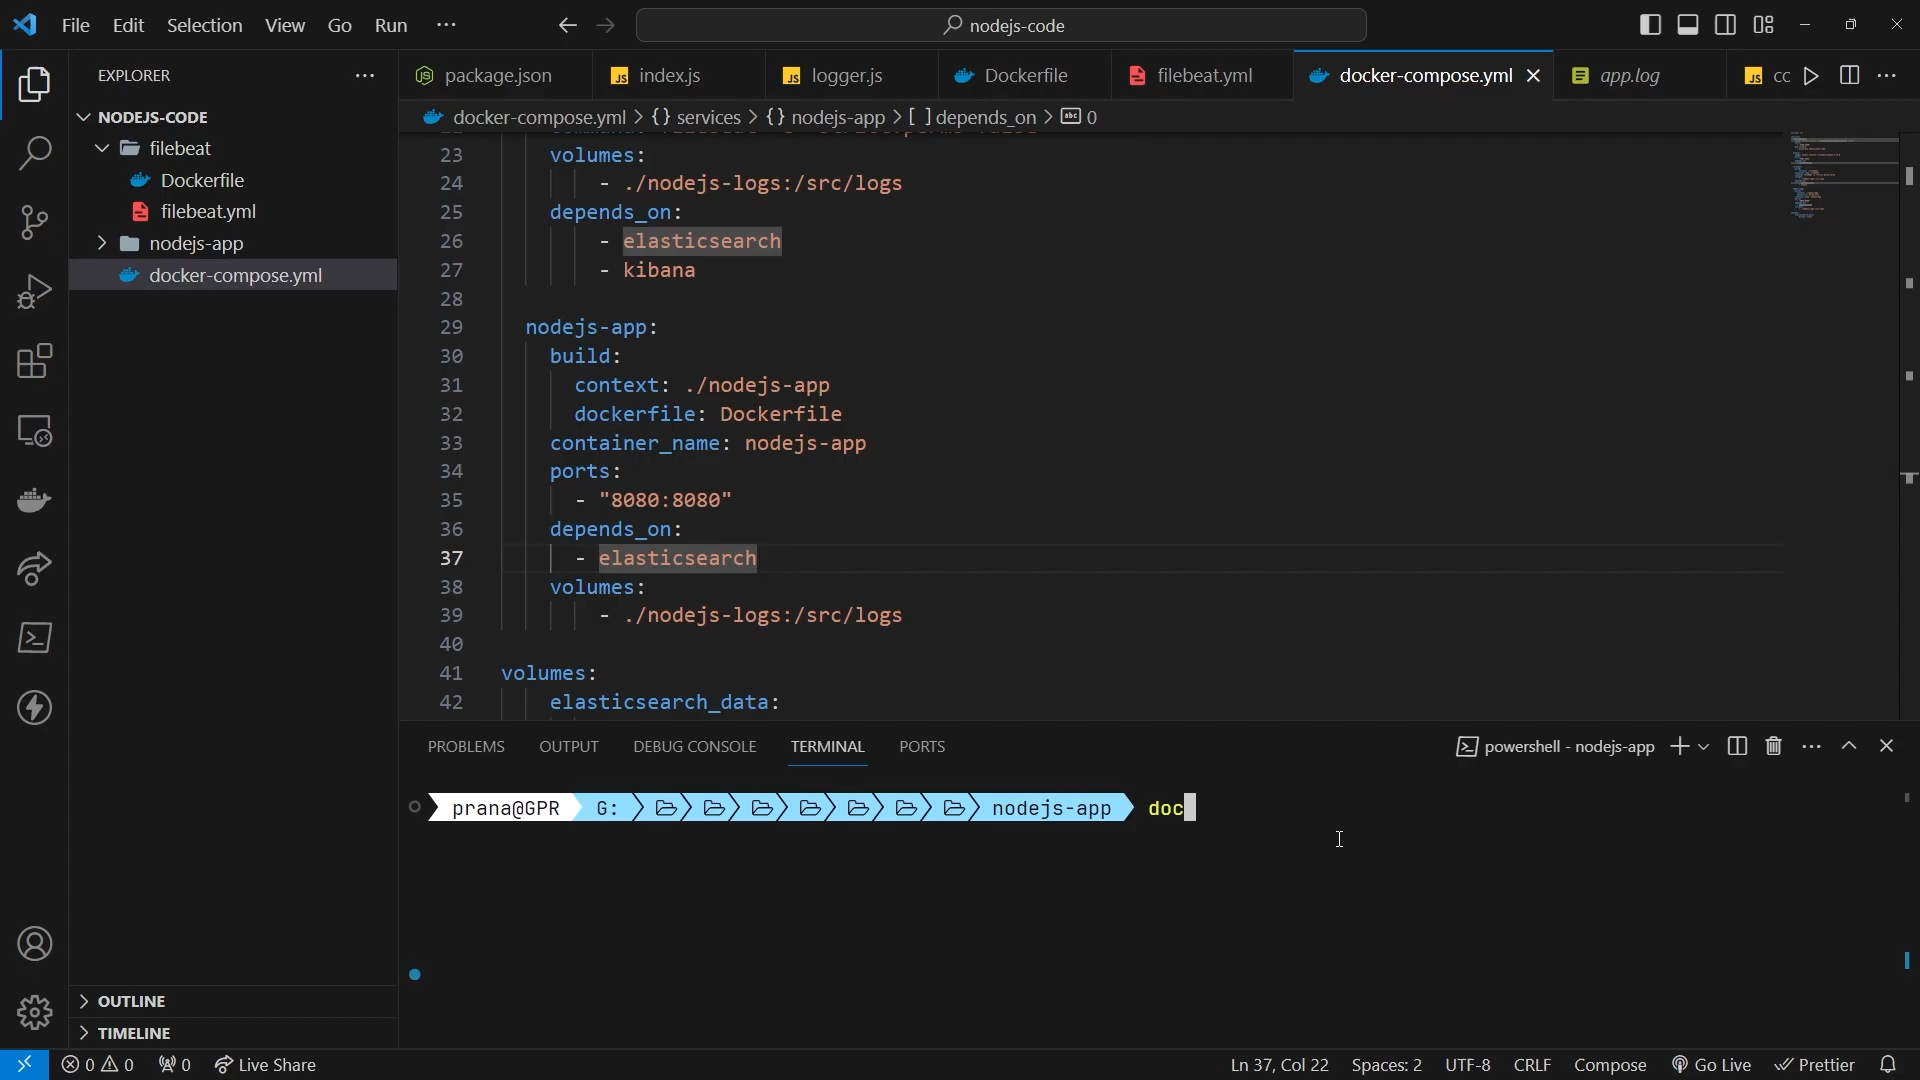 File Edit Selection View Go Run ···
nodejs-code
EXPLORER
NODEJS-CODE
filebeat
Dockerfile
filebeat.yml
nodejs-app
docker-compose.yml
OUTLINE
TIMELINE
package.json
JS index.js
JS logger.js
Dockerfile
filebeat.yml
docker-compose.yml
app.log
JS cc
docker-compose.yml > {} services > {} nodejs-app > [ ] depends_on > abc 0
23 volumes:
24 - ./nodejs-logs:/src/logs
25 depends_on:
26 - elasticsearch
27 - kibana
28
29 nodejs-app:
30 build:
31 context: ./nodejs-app
32 dockerfile: Dockerfile
33 container_name: nodejs-app
34 ports:
35 - "8080:8080"
36 depends_on:
37 - elasticsearch
38 volumes:
39 - ./nodejs-logs:/src/logs
40
41 volumes:
42 elasticsearch_data:
PROBLEMS OUTPUT DEBUG CONSOLE TERMINAL PORTS
powershell - nodejs-app
prana@GPR G: nodejs-app doc
0 0 0 Live Share
Ln 37, Col 22 Spaces: 2 UTF-8 CRLF Compose Go Live Prettier